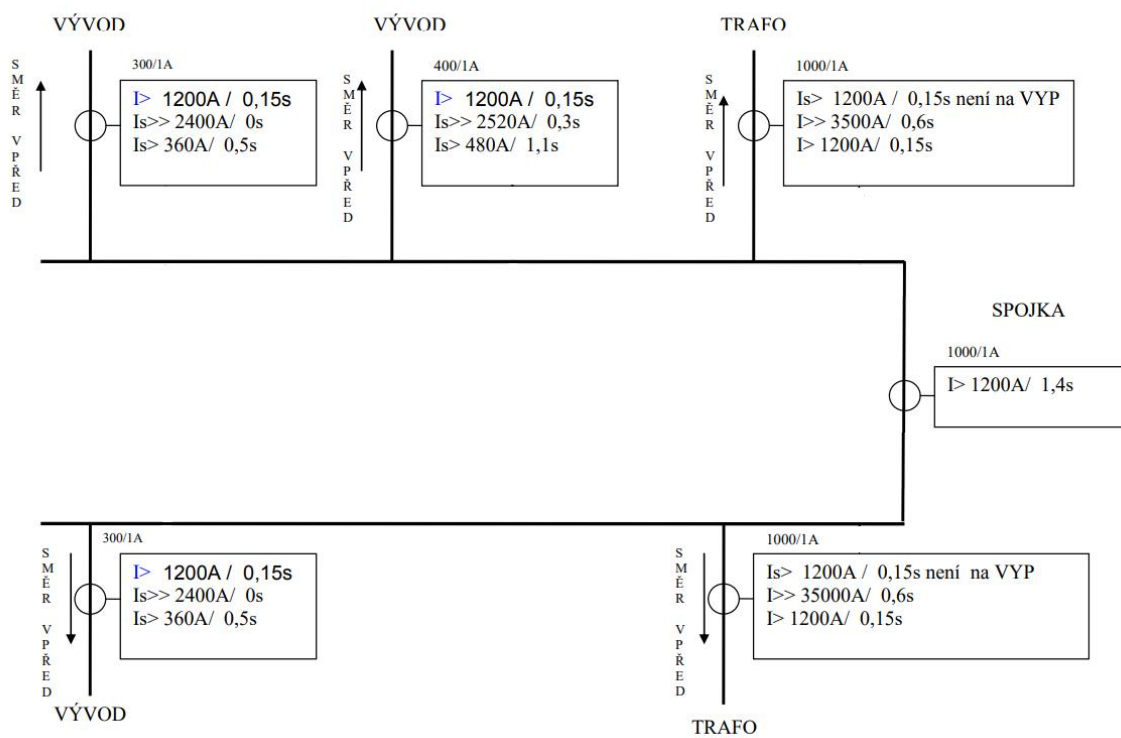 VÝVOD
SMĚR VPŘED
300/1A
I> 1200A / 0,15s
Is>> 2400A/ 0s
Is> 360A/ 0,5s
VÝVOD
SMĚR VPŘED
400/1A
I> 1200A / 0,15s
Is>> 2520A/ 0,3s
Is> 480A/ 1,1s
TRAFO
SMĚR VPŘED
1000/1A
Is> 1200A / 0,15s není na VYP
I>> 3500A/ 0,6s
I> 1200A/ 0,15s
SPOJKA
1000/1A
I> 1200A/ 1,4s
SMĚR VPŘED
300/1A
I> 1200A / 0,15s
Is>> 2400A/ 0s
Is> 360A/ 0,5s
VÝVOD
SMĚR VPŘED
1000/1A
Is> 1200A / 0,15s není na VYP
I>> 35000A/ 0,6s
I> 1200A/ 0,15s
TRAFO